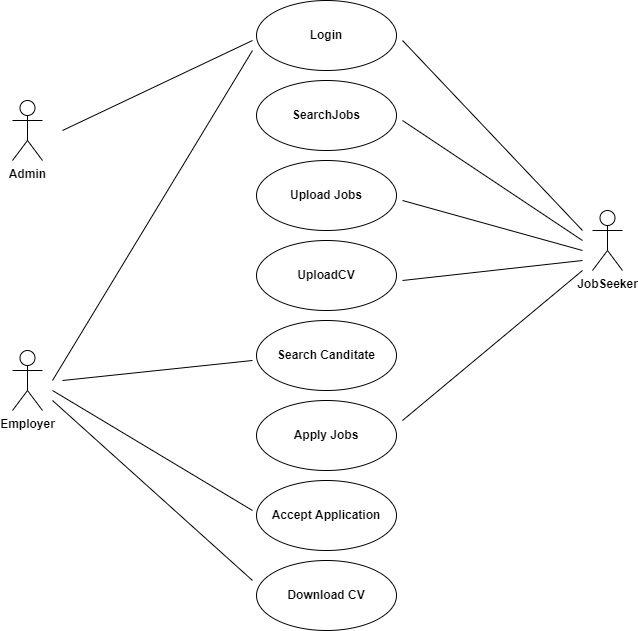 Login
SearchJobs
Admin
Upload Jobs
UploadCV
JobSeeker
Search Canditate
Employer
Apply Jobs
Accept Application
Download CV